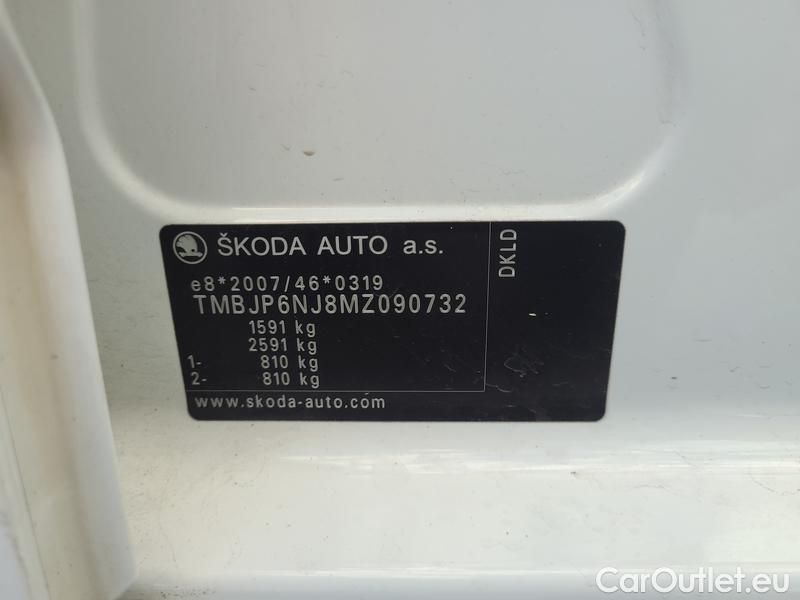 ŠKODA AUTO a.s.
e8*2007/46*0319
TMBJP6NJ8MZ090732
1591 kg
2591 kg
1- 810 kg
2- 810 kg
www.skoda-auto.com
DKLD
CarOutlet.eu